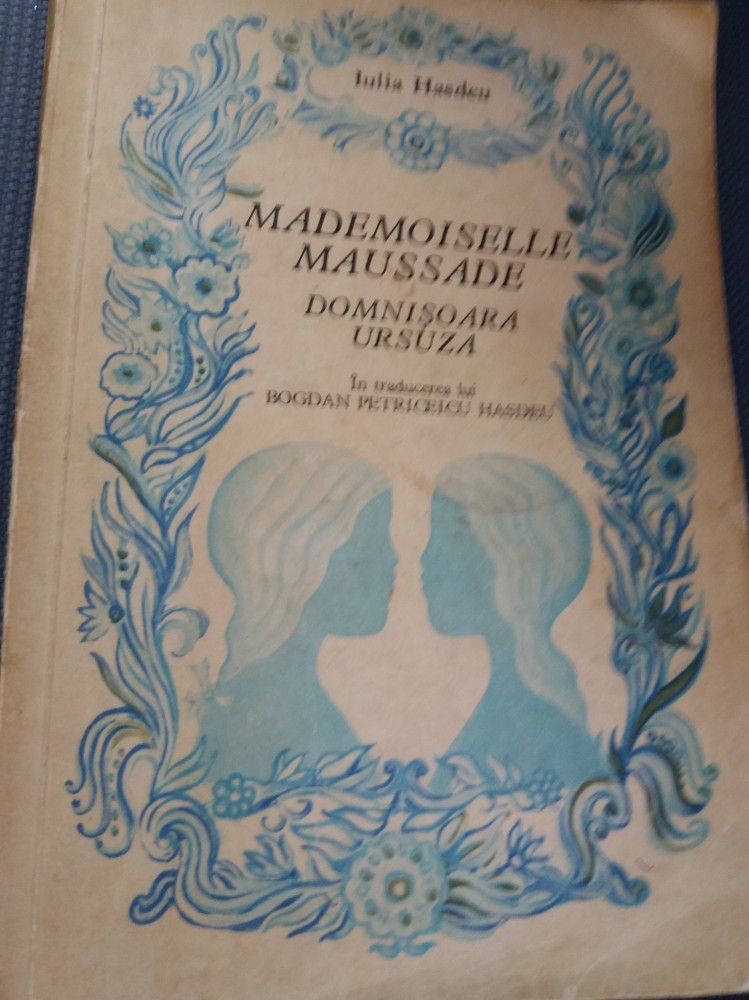 Iulia Hasdeu
MADEMOISELLE
MAUSSADE
DOMNIȘOARA
URSUZA
În traducerea lui
BOGDAN PETRICEICU HASDEU